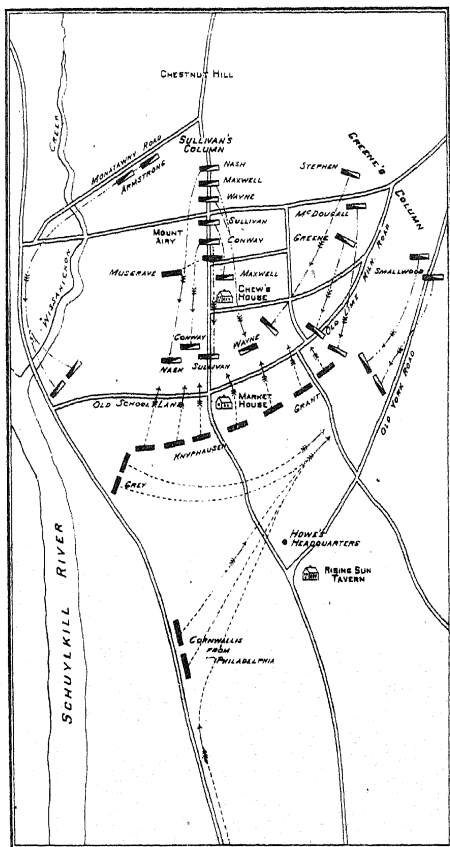 CHESTNUT HILL
CREEK
MONATAWNY ROAD
ARMSTRONG
SULLIVAN'S
COLUMN
NASH
MAXWELL
WAYNE
SULLIVAN
CONWAY
STEPHEN
GREENE'S
COLUMN
MCDOUGALL
GREENE
MOUNT
AIRY
MUSGRAVE
MAXWELL
CHEW'S
HOUSE
SMALLWOOD
WISSAHICKON
OLD LIME KILN ROAD
CONWAY
NASH
SULLIVAN
WAYNE
OLD SCHOOL LANE
MARKET
HOUSE
GRANT
OLD YORK ROAD
KNYPHAUSEN
GREY
HOWE'S
HEADQUARTERS
RISING SUN
TAVERN
SCHUYLKILL RIVER
CORNWALLIS
FROM
PHILADELPHIA